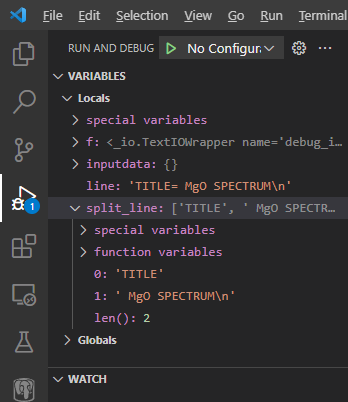 File Edit Selection View Go Run Terminal
RUN AND DEBUG No Configur
VARIABLES
Locals
special variables
f: <_io.TextIOWrapper name='debug_i...
inputdata: {}
line: 'TITLE= MgO SPECTRUM\n'
split_line: ['TITLE', ' MgO SPECTR...
special variables
function variables
0: 'TITLE'
1: ' MgO SPECTRUM\n'
len(): 2
Globals
WATCH
1